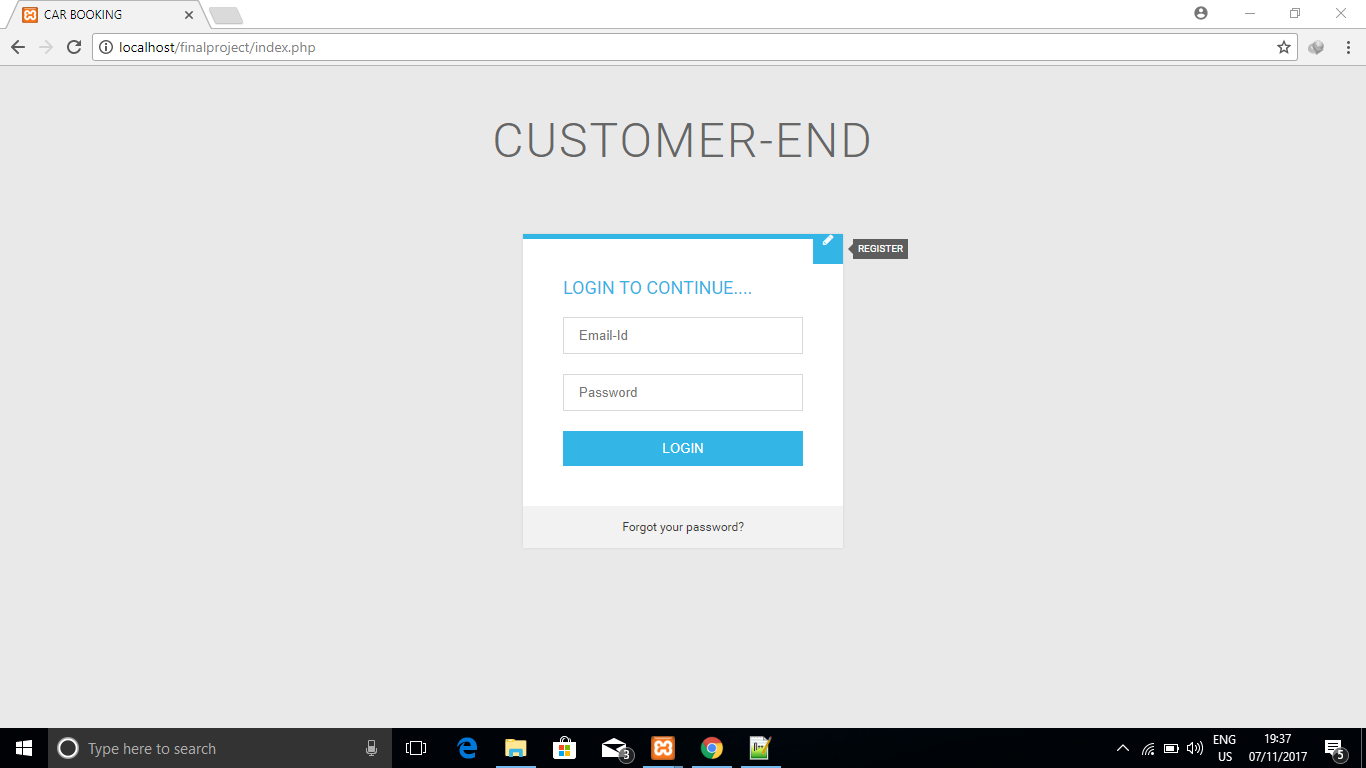 CAR BOOKING
localhost/finalproject/index.php
CUSTOMER-END
REGISTER
LOGIN TO CONTINUE....
Email-Id
Password
LOGIN
Forgot your password?
Type here to search
3
ENG
US
19:37
07/11/2017
5